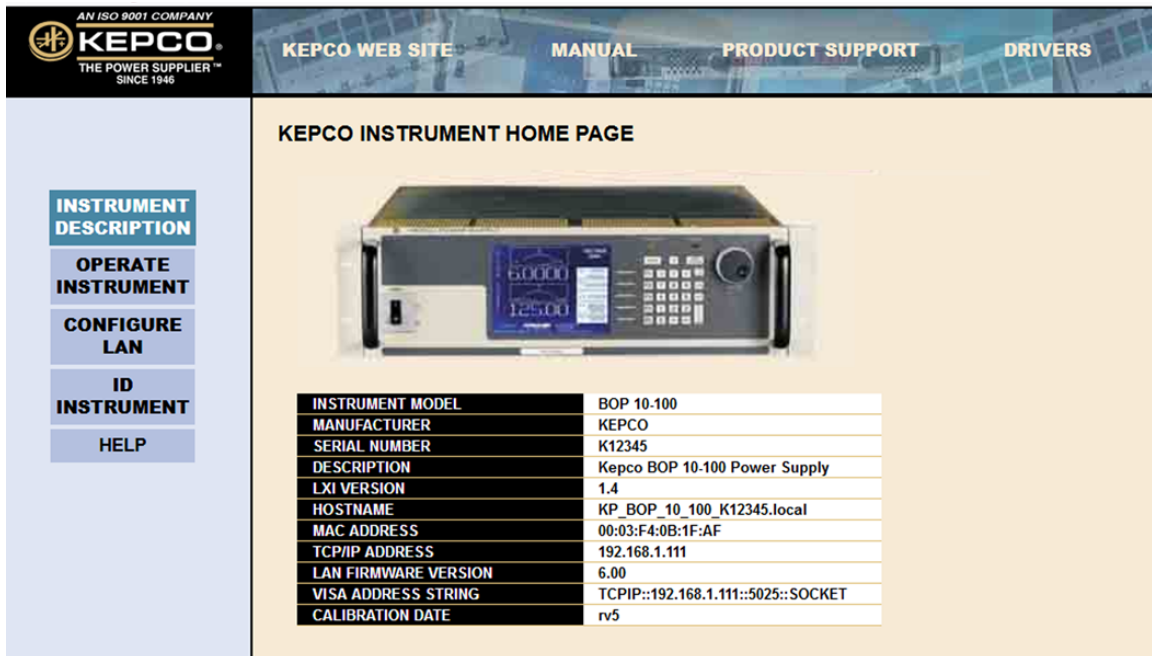 AN ISO 9001 COMPANY
KEPCO®
THE POWER SUPPLIER™
SINCE 1946
KEPCO WEB SITE MANUAL PRODUCT SUPPORT DRIVERS
KEPCO INSTRUMENT HOME PAGE
INSTRUMENT
DESCRIPTION
OPERATE
INSTRUMENT
CONFIGURE
LAN
ID
INSTRUMENT
HELP
6.0000
125.00
INSTRUMENT MODEL BOP 10-100
MANUFACTURER KEPCO
SERIAL NUMBER K12345
DESCRIPTION Kepco BOP 10-100 Power Supply
LXI VERSION 1.4
HOSTNAME KP_BOP_10_100_K12345.local
MAC ADDRESS 00:03:F4:0B:1F:AF
TCP/IP ADDRESS 192.168.1.111
LAN FIRMWARE VERSION 6.00
VISA ADDRESS STRING TCPIP::192.168.1.111::5025::SOCKET
CALIBRATION DATE rv5